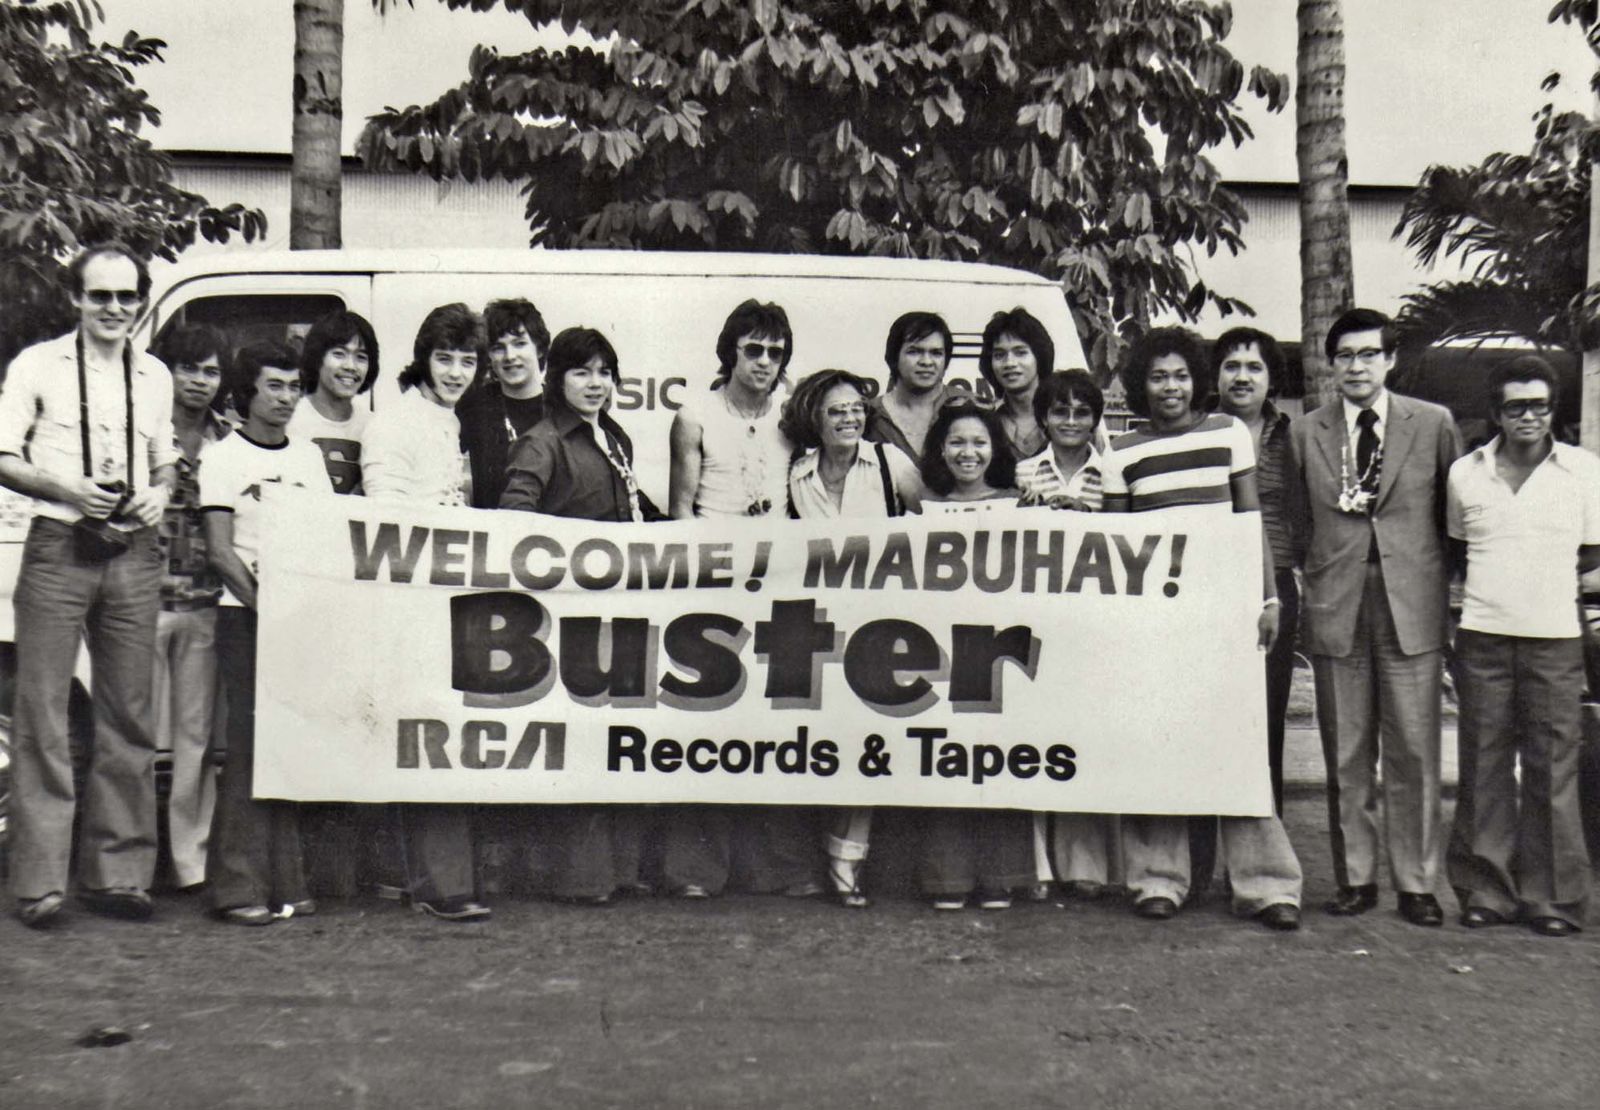 WELCOME! MABUHAY!
Buster
RCA Records & Tapes